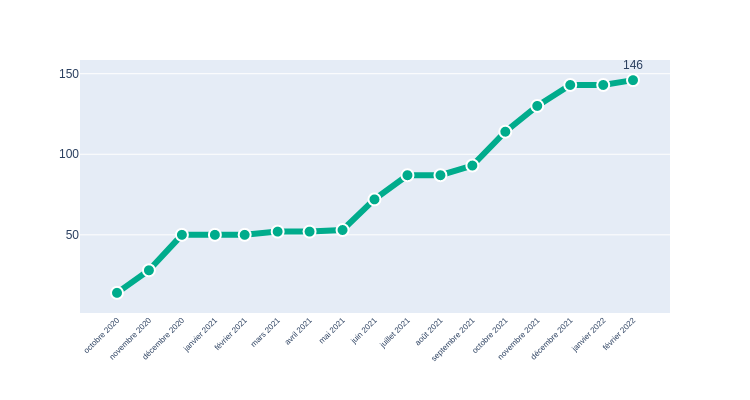 146
150
100
50
octobre 2020
novembre 2020
décembre 2020
janvier 2021
février 2021
mars 2021
avril 2021
mai 2021
juin 2021
juillet 2021
août 2021
septembre 2021
octobre 2021
novembre 2021
décembre 2021
janvier 2022
février 2022